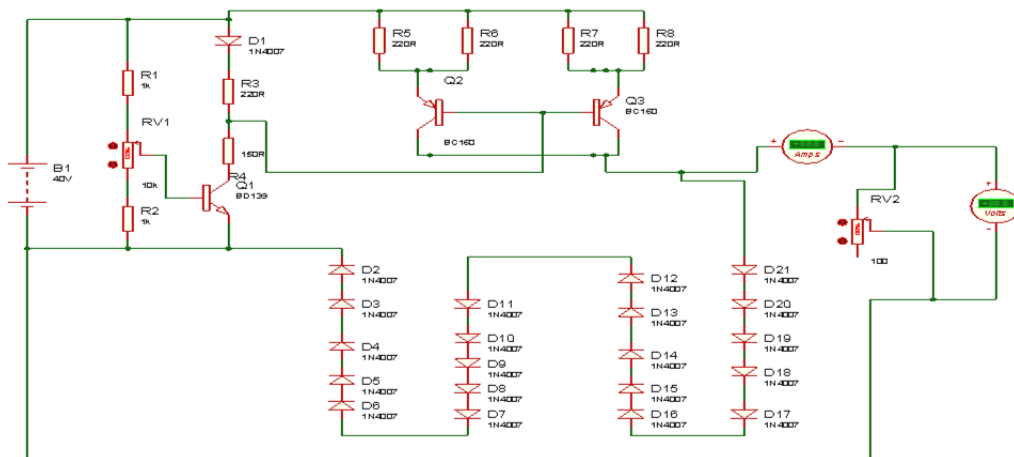 D1
1N4007
R5
220R
R6
220R
R7
220R
R8
220R
R1
1k
R3
220R
Q2
BC160
Q3
BC160
RV1
10k
150R
R4
Q1
BD139
B1
40V
R2
1k
+
-
Amps
RV2
100
+
Volts
-
D2
1N4007
D3
1N4007
D4
1N4007
D5
1N4007
D6
1N4007
D11
1N4007
D10
1N4007
D9
1N4007
D8
1N4007
D7
1N4007
D12
1N4007
D13
1N4007
D14
1N4007
D15
1N4007
D16
1N4007
D21
1N4007
D20
1N4007
D19
1N4007
D18
1N4007
D17
1N4007